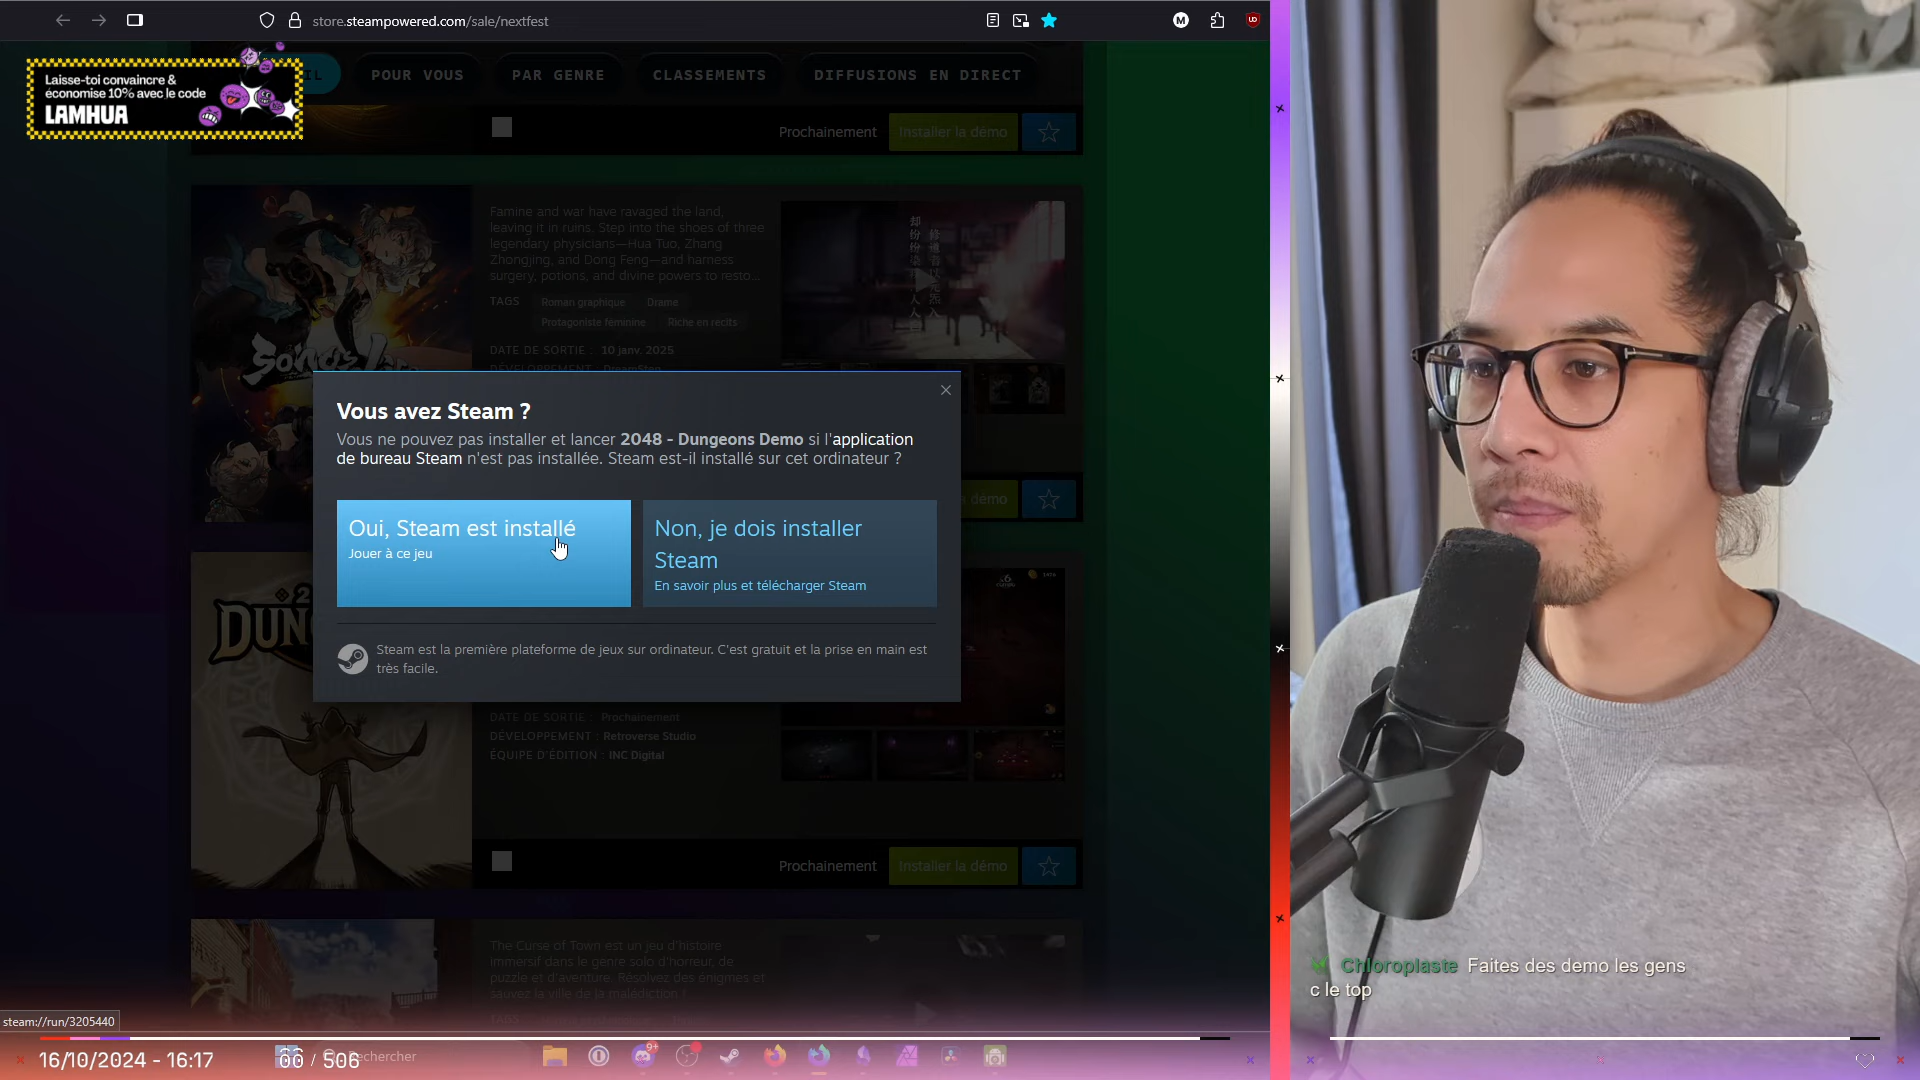 store.steampowered.com/sale/nextfest
M
Laisse-toi convaincre &
économise 10% avec le code
LAMHUA
IL
POUR VOUS
PAR GENRE
CLASSEMENTS
DIFFUSIONS EN DIRECT
Prochainement
Installer la démo
Famine and war have ravaged the land,
leaving it in ruins. Step into the shoes of three
legendary physicians—Hua Tuo, Zhang
Zhongjing, and Dong Feng—and harness
surgery, potions, and divine powers to resto...
TAGS
Roman graphique
Drame
Protagoniste féminine
Riche en récits
DATE DE SORTIE : 10 janv. 2025
DÉVELOPPEMENT : DreamStep
Vous avez Steam ?
Vous ne pouvez pas installer et lancer 2048 - Dungeons Demo si l'application
de bureau Steam n'est pas installée. Steam est-il installé sur cet ordinateur ?
Oui, Steam est installé
Jouer à ce jeu
Non, je dois installer
Steam
En savoir plus et télécharger Steam
Steam est la première plateforme de jeux sur ordinateur. C'est gratuit et la prise en main est
très facile.
la démo
DATE DE SORTIE : Prochainement
DÉVELOPPEMENT : Retroverse Studio
ÉQUIPE D'ÉDITION : INC Digital
Prochainement
Installer la démo
The Curse of Town est un jeu d'histoire
immersif dans le genre solo d'horreur, de
puzzle et d'aventure. Résolvez des énigmes et
sauvez la ville de la malédiction !
steam://run/3205440
16/10/2024 - 16:17
/ 506
Rechercher
9+
Chloroplaste Faites des demo les gens
c le top